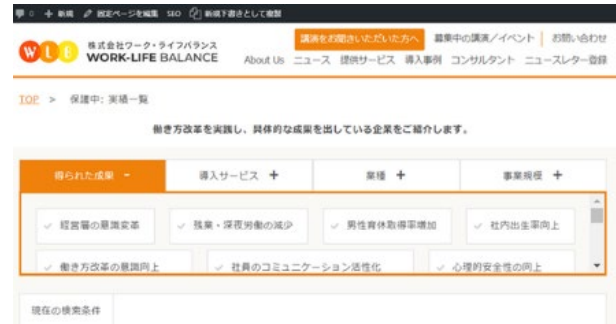 0 + 新規 固定ページを編集 SEO 新規下書きとして複製
WLB 株式会社ワーク・ライフバランス
WORK-LIFE BALANCE
講演をお聞きいただいた方へ 募集中の講演/イベント | お問い合わせ
About Us ニュース 提供サービス 導入事例 コンサルタント ニュースレター登録
TOP > 保護中: 実績一覧
働き方改革を実践し、具体的な成果を出している企業をご紹介します。
得られた成果 - 導入サービス + 業種 + 事業規模 +
経営層の意識変革 残業・深夜労働の減少 男性育休取得率増加 社内出生率向上
働き方改革の意識向上 社員のコミュニケーション活性化 心理的安全性の向上
現在の検索条件